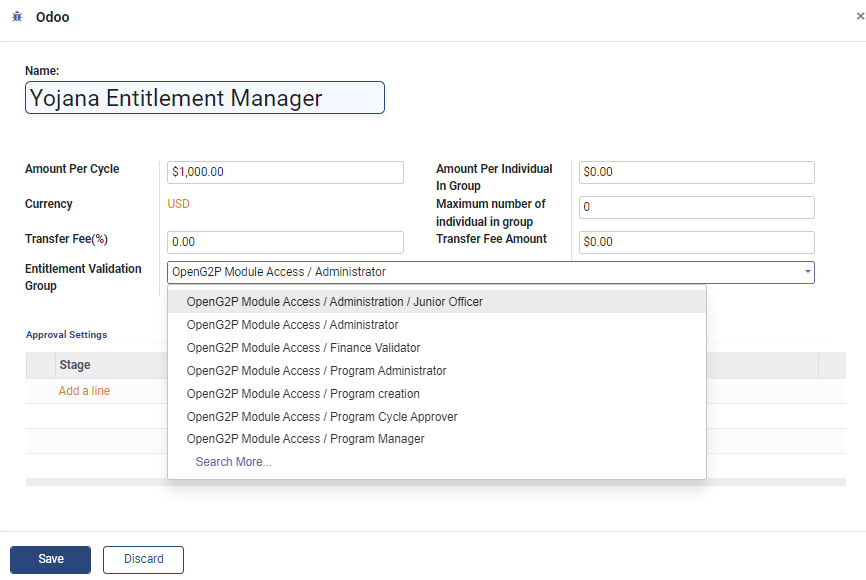 Odoo
×
Name:
Yojana Entitlement Manager
Amount Per Cycle
$1,000.00
Amount Per Individual
In Group
$0.00
Currency
USD
Maximum number of
individual in group
0
Transfer Fee(%)
0.00
Transfer Fee Amount
$0.00
Entitlement Validation
Group
OpenG2P Module Access / Administrator
OpenG2P Module Access / Administration / Junior Officer
OpenG2P Module Access / Administrator
OpenG2P Module Access / Finance Validator
OpenG2P Module Access / Program Administrator
OpenG2P Module Access / Program creation
OpenG2P Module Access / Program Cycle Approver
OpenG2P Module Access / Program Manager
Search More...
Approval Settings
Stage
Add a line
Save
Discard